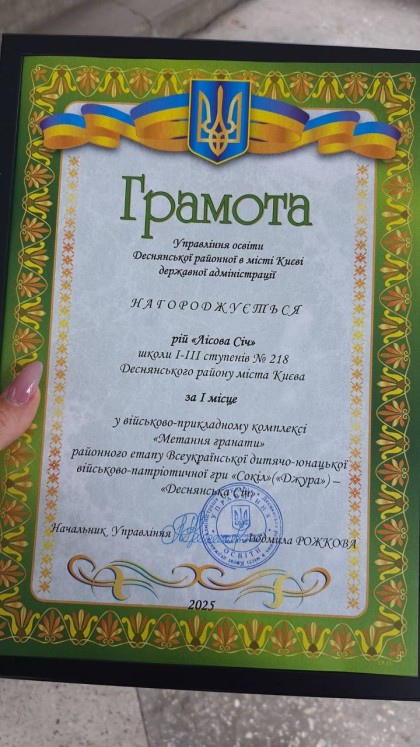 Грамота
Управління освіти
Деснянської районної в місті Києві
державної адміністрації
НАГОРОДЖУЄТЬСЯ
рій «Лісова Січ»
школи І-ІІІ ступенів № 218
Деснянського району міста Києва
за І місце
у військово-прикладному комплексі
«Метання гранати»
районного етапу Всеукраїнської дитячо-юнацької
військово-патріотичної гри «Сокіл»(«Джура») –
«Деснянська Січ»
Начальник Управління Людмила РОЖКОВА
УПРАВЛІННЯ
ОСВІТИ
2025